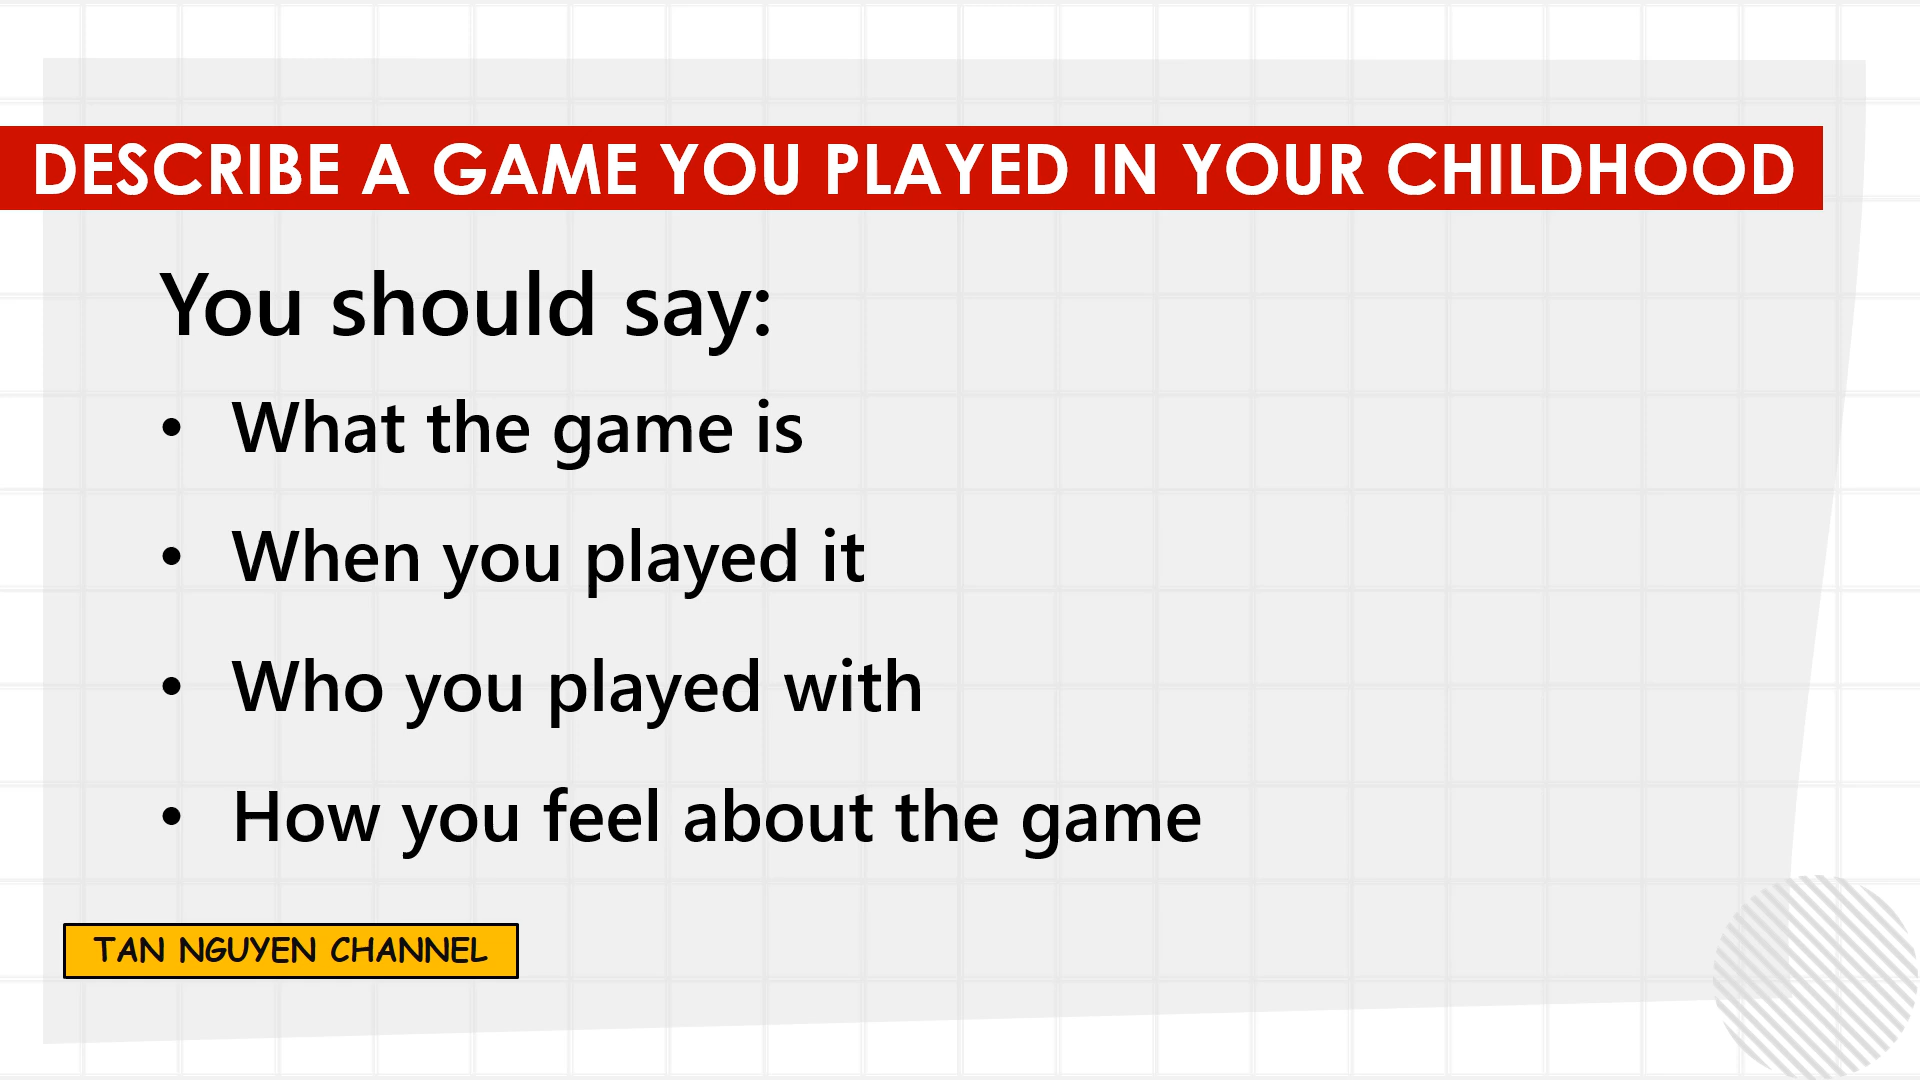 DESCRIBE A GAME YOU PLAYED IN YOUR CHILDHOOD
You should say:
• What the game is
• When you played it
• Who you played with
• How you feel about the game
TAN NGUYEN CHANNEL